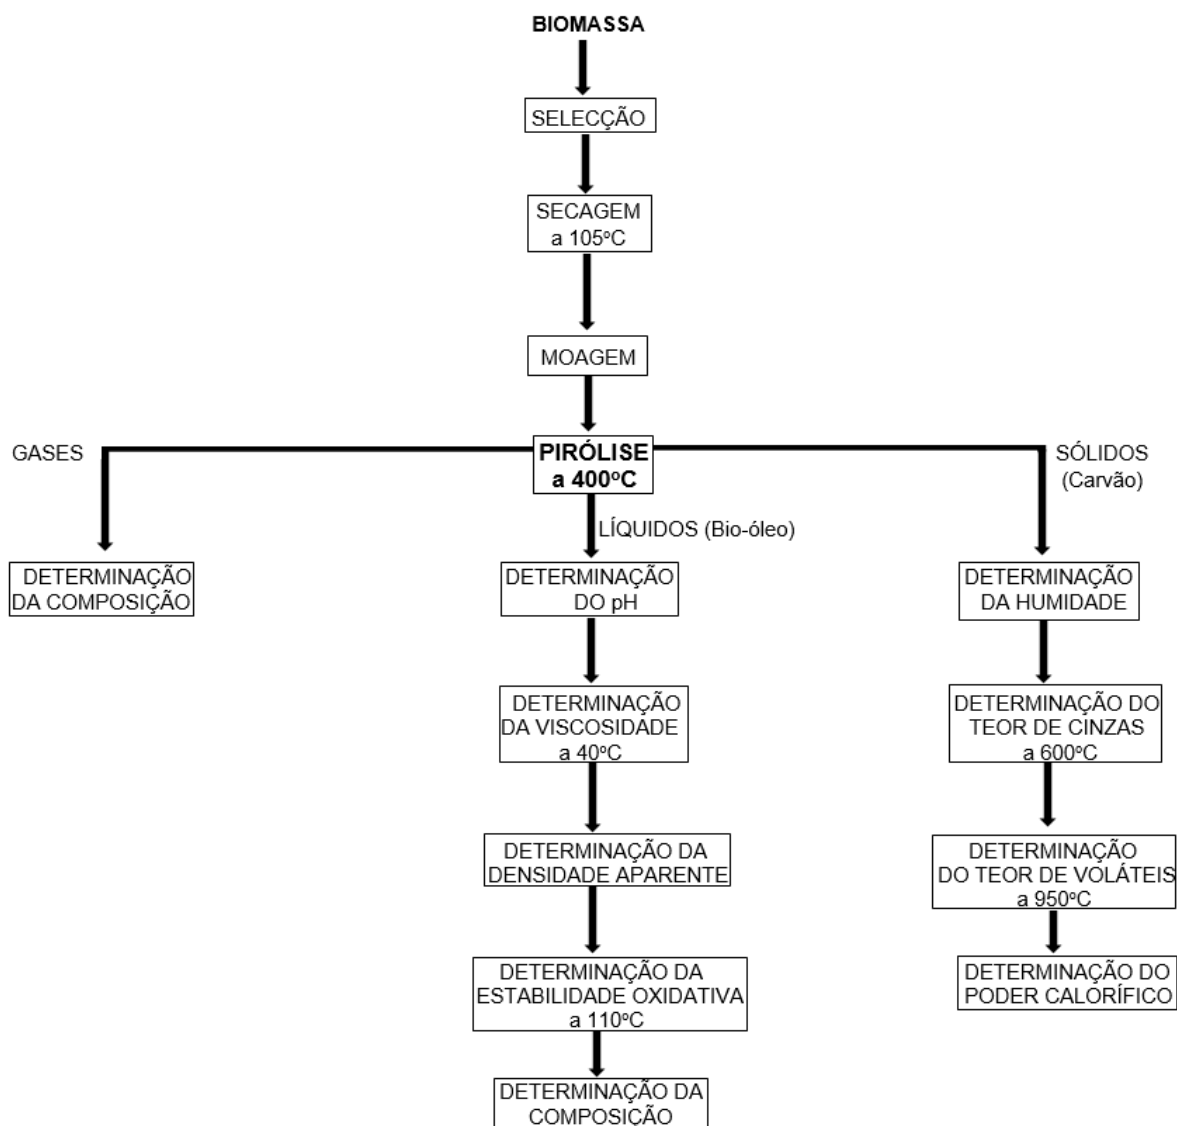 BIOMASSA
SELECÇÃO
SECAGEM
a 105ºC
MOAGEM
PIRÓLISE
a 400ºC
GASES
DETERMINAÇÃO
DA COMPOSIÇÃO
LÍQUIDOS (Bio-óleo)
DETERMINAÇÃO
DO pH
DETERMINAÇÃO
DA VISCOSIDADE
a 40ºC
DETERMINAÇÃO DA
DENSIDADE APARENTE
DETERMINAÇÃO DA
ESTABILIDADE OXIDATIVA
a 110ºC
DETERMINAÇÃO DA
COMPOSIÇÃO
SÓLIDOS
(Carvão)
DETERMINAÇÃO
DA HUMIDADE
DETERMINAÇÃO DO
TEOR DE CINZAS
a 600ºC
DETERMINAÇÃO
DO TEOR DE VOLÁTEIS
a 950ºC
DETERMINAÇÃO DO
PODER CALORÍFICO